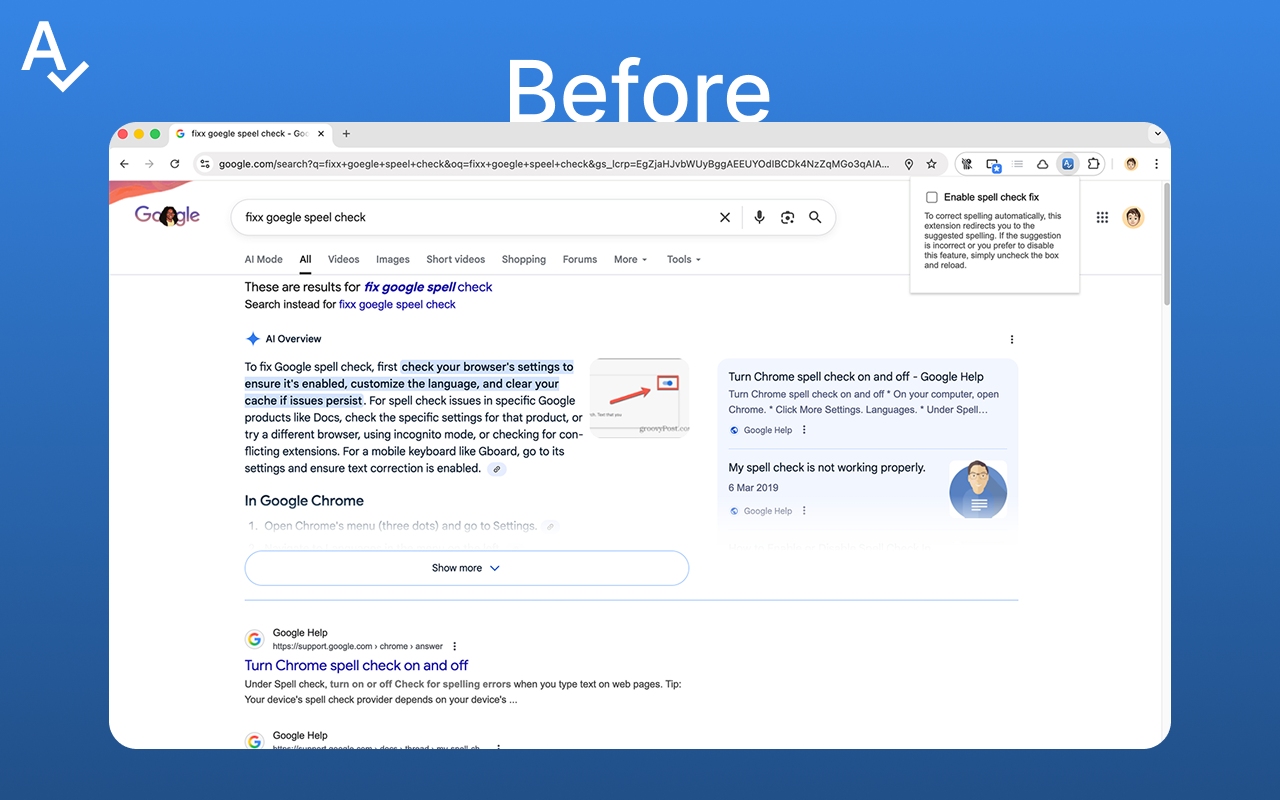 Before
fixx goegle speel check - Goo
google.com/search?q=fixx+goegle+speel+check&oq=fixx+goegle+speel+check&gs_lcrp=EgZjaHJvbWUyBggAEEUYOdIBCDk4NzZqMGo3qAIA...
Enable spell check fix
To correct spelling automatically, this
extension redirects you to the
suggested spelling. If the suggestion
is incorrect or you prefer to disable
this feature, simply uncheck the box
and reload.
Google
fixx goegle speel check
AI Mode All Videos Images Short videos Shopping Forums More Tools
These are results for fix google spell check
Search instead for fixx goegle speel check
AI Overview
To fix Google spell check, first check your browser's settings to
ensure it's enabled, customize the language, and clear your
cache if issues persist. For spell check issues in specific Google
products like Docs, check the specific settings for that product, or
try a different browser, using incognito mode, or checking for con-
flicting extensions. For a mobile keyboard like Gboard, go to its
settings and ensure text correction is enabled.
groovyPost.co
In Google Chrome
1. Open Chrome's menu (three dots) and go to Settings.
Show more
Turn Chrome spell check on and off - Google Help
Turn Chrome spell check on and off * On your computer, open
Chrome. * Click More Settings. Languages. * Under Spell...
Google Help
My spell check is not working properly.
6 Mar 2019
Google Help
Google Help
https://support.google.com › chrome › answer
Turn Chrome spell check on and off
Under Spell check, turn on or off Check for spelling errors when you type text on web pages. Tip:
Your device's spell check provider depends on your device's ...
Google Help
https://support.google.com › docs › thread › my-spell-ch